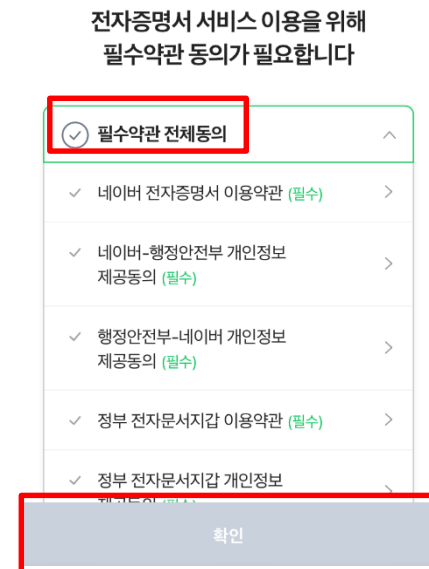 전자증명서 서비스 이용을 위해
필수약관 동의가 필요합니다
필수약관 전체동의
네이버 전자증명서 이용약관 (필수)
네이버-행정안전부 개인정보
제공동의 (필수)
행정안전부-네이버 개인정보
제공동의 (필수)
정부 전자문서지갑 이용약관 (필수)
정부 전자문서지갑 개인정보
확인